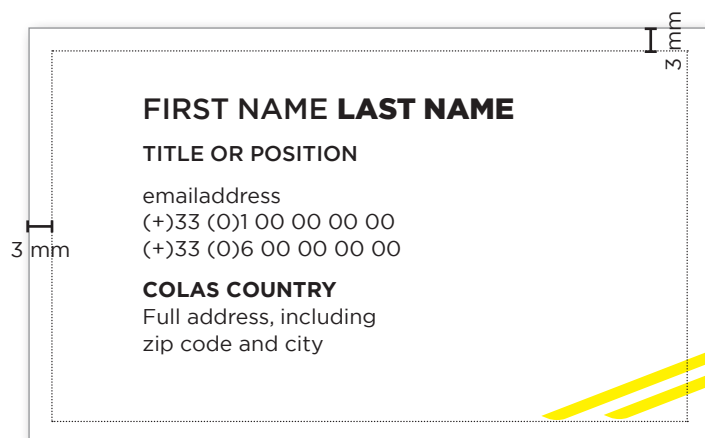 3 mm
FIRST NAME LAST NAME
TITLE OR POSITION
emailaddress
(+)33 (0)1 00 00 00 00
(+)33 (0)6 00 00 00 00
3 mm
COLAS COUNTRY
Full address, including
zip code and city